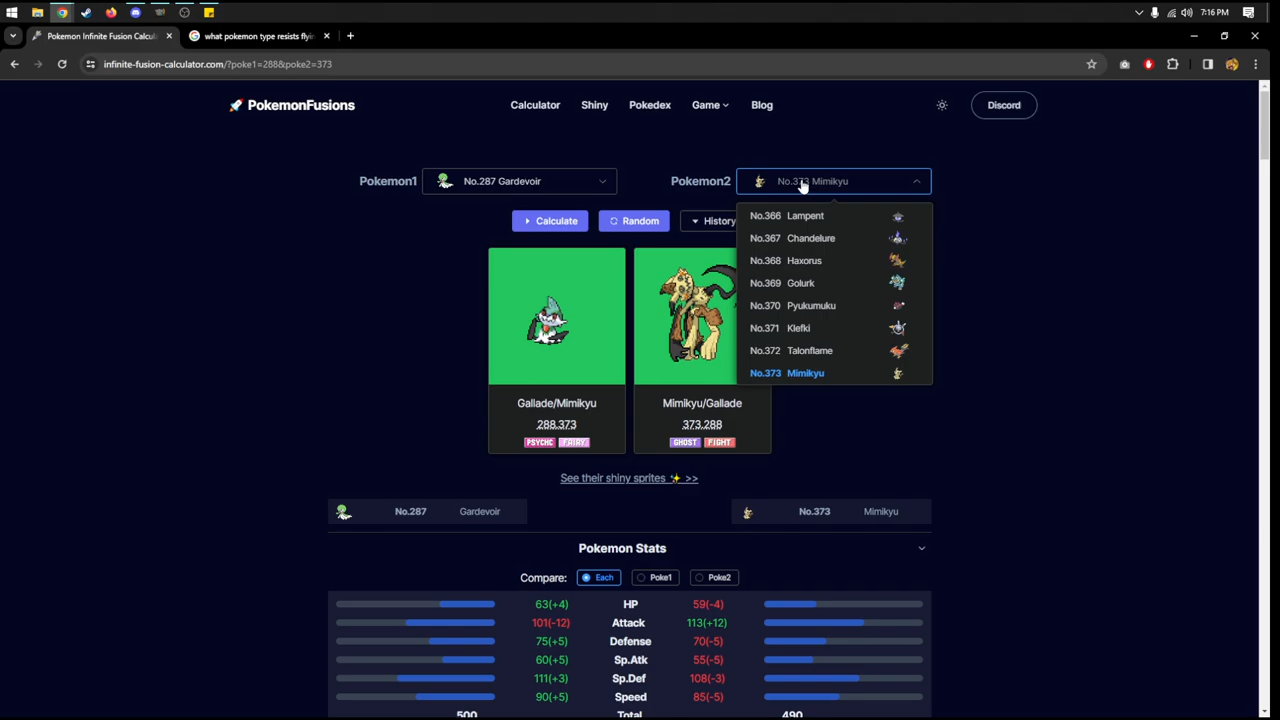 7:16 PM
Pokemon Infinite Fusion Calcul
what pokemon type resists flyin
infinite-fusion-calculator.com/?poke1=288&poke2=373
PokemonFusions
Calculator
Shiny
Pokedex
Game
Blog
Discord
Pokemon1
No.287 Gardevoir
Pokemon2
No.373 Mimikyu
Calculate
Random
History
No.366 Lampent
No.367 Chandelure
No.368 Haxorus
No.369 Golurk
No.370 Pyukumuku
No.371 Klefki
No.372 Talonflame
No.373 Mimikyu
Gallade/Mimikyu
288.373
PSYCHC FAIRY
Mimikyu/Gallade
373.288
GHOST FIGHT
See their shiny sprites ✨ >>
No.287 Gardevoir
No.373 Mimikyu
Pokemon Stats
Compare: Each Poke1 Poke2
63(+4) HP 59(-4)
101(-12) Attack 113(+12)
75(+5) Defense 70(-5)
60(+5) Sp.Atk 55(-5)
111(+3) Sp.Def 108(-3)
90(+5) Speed 85(-5)
500 Total 490